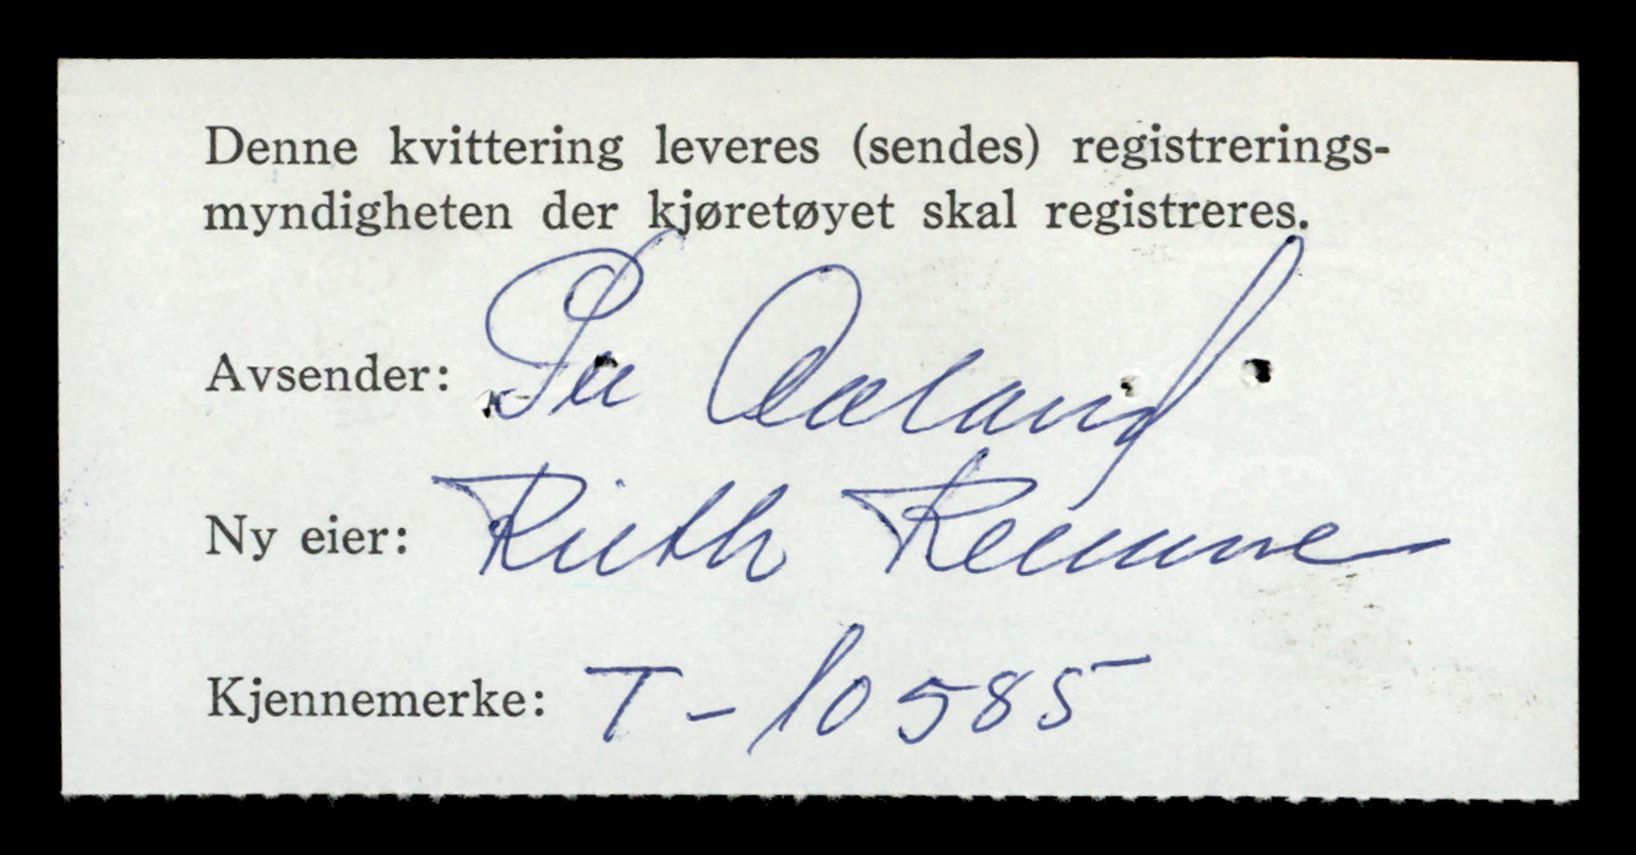 Denne kvittering leveres (sendes) registrerings-
myndigheten der kjøretøyet skal registreres.
Avsender: Per Aaland
Ny eier: Ruth Remme
Kjennemerke: T-10585